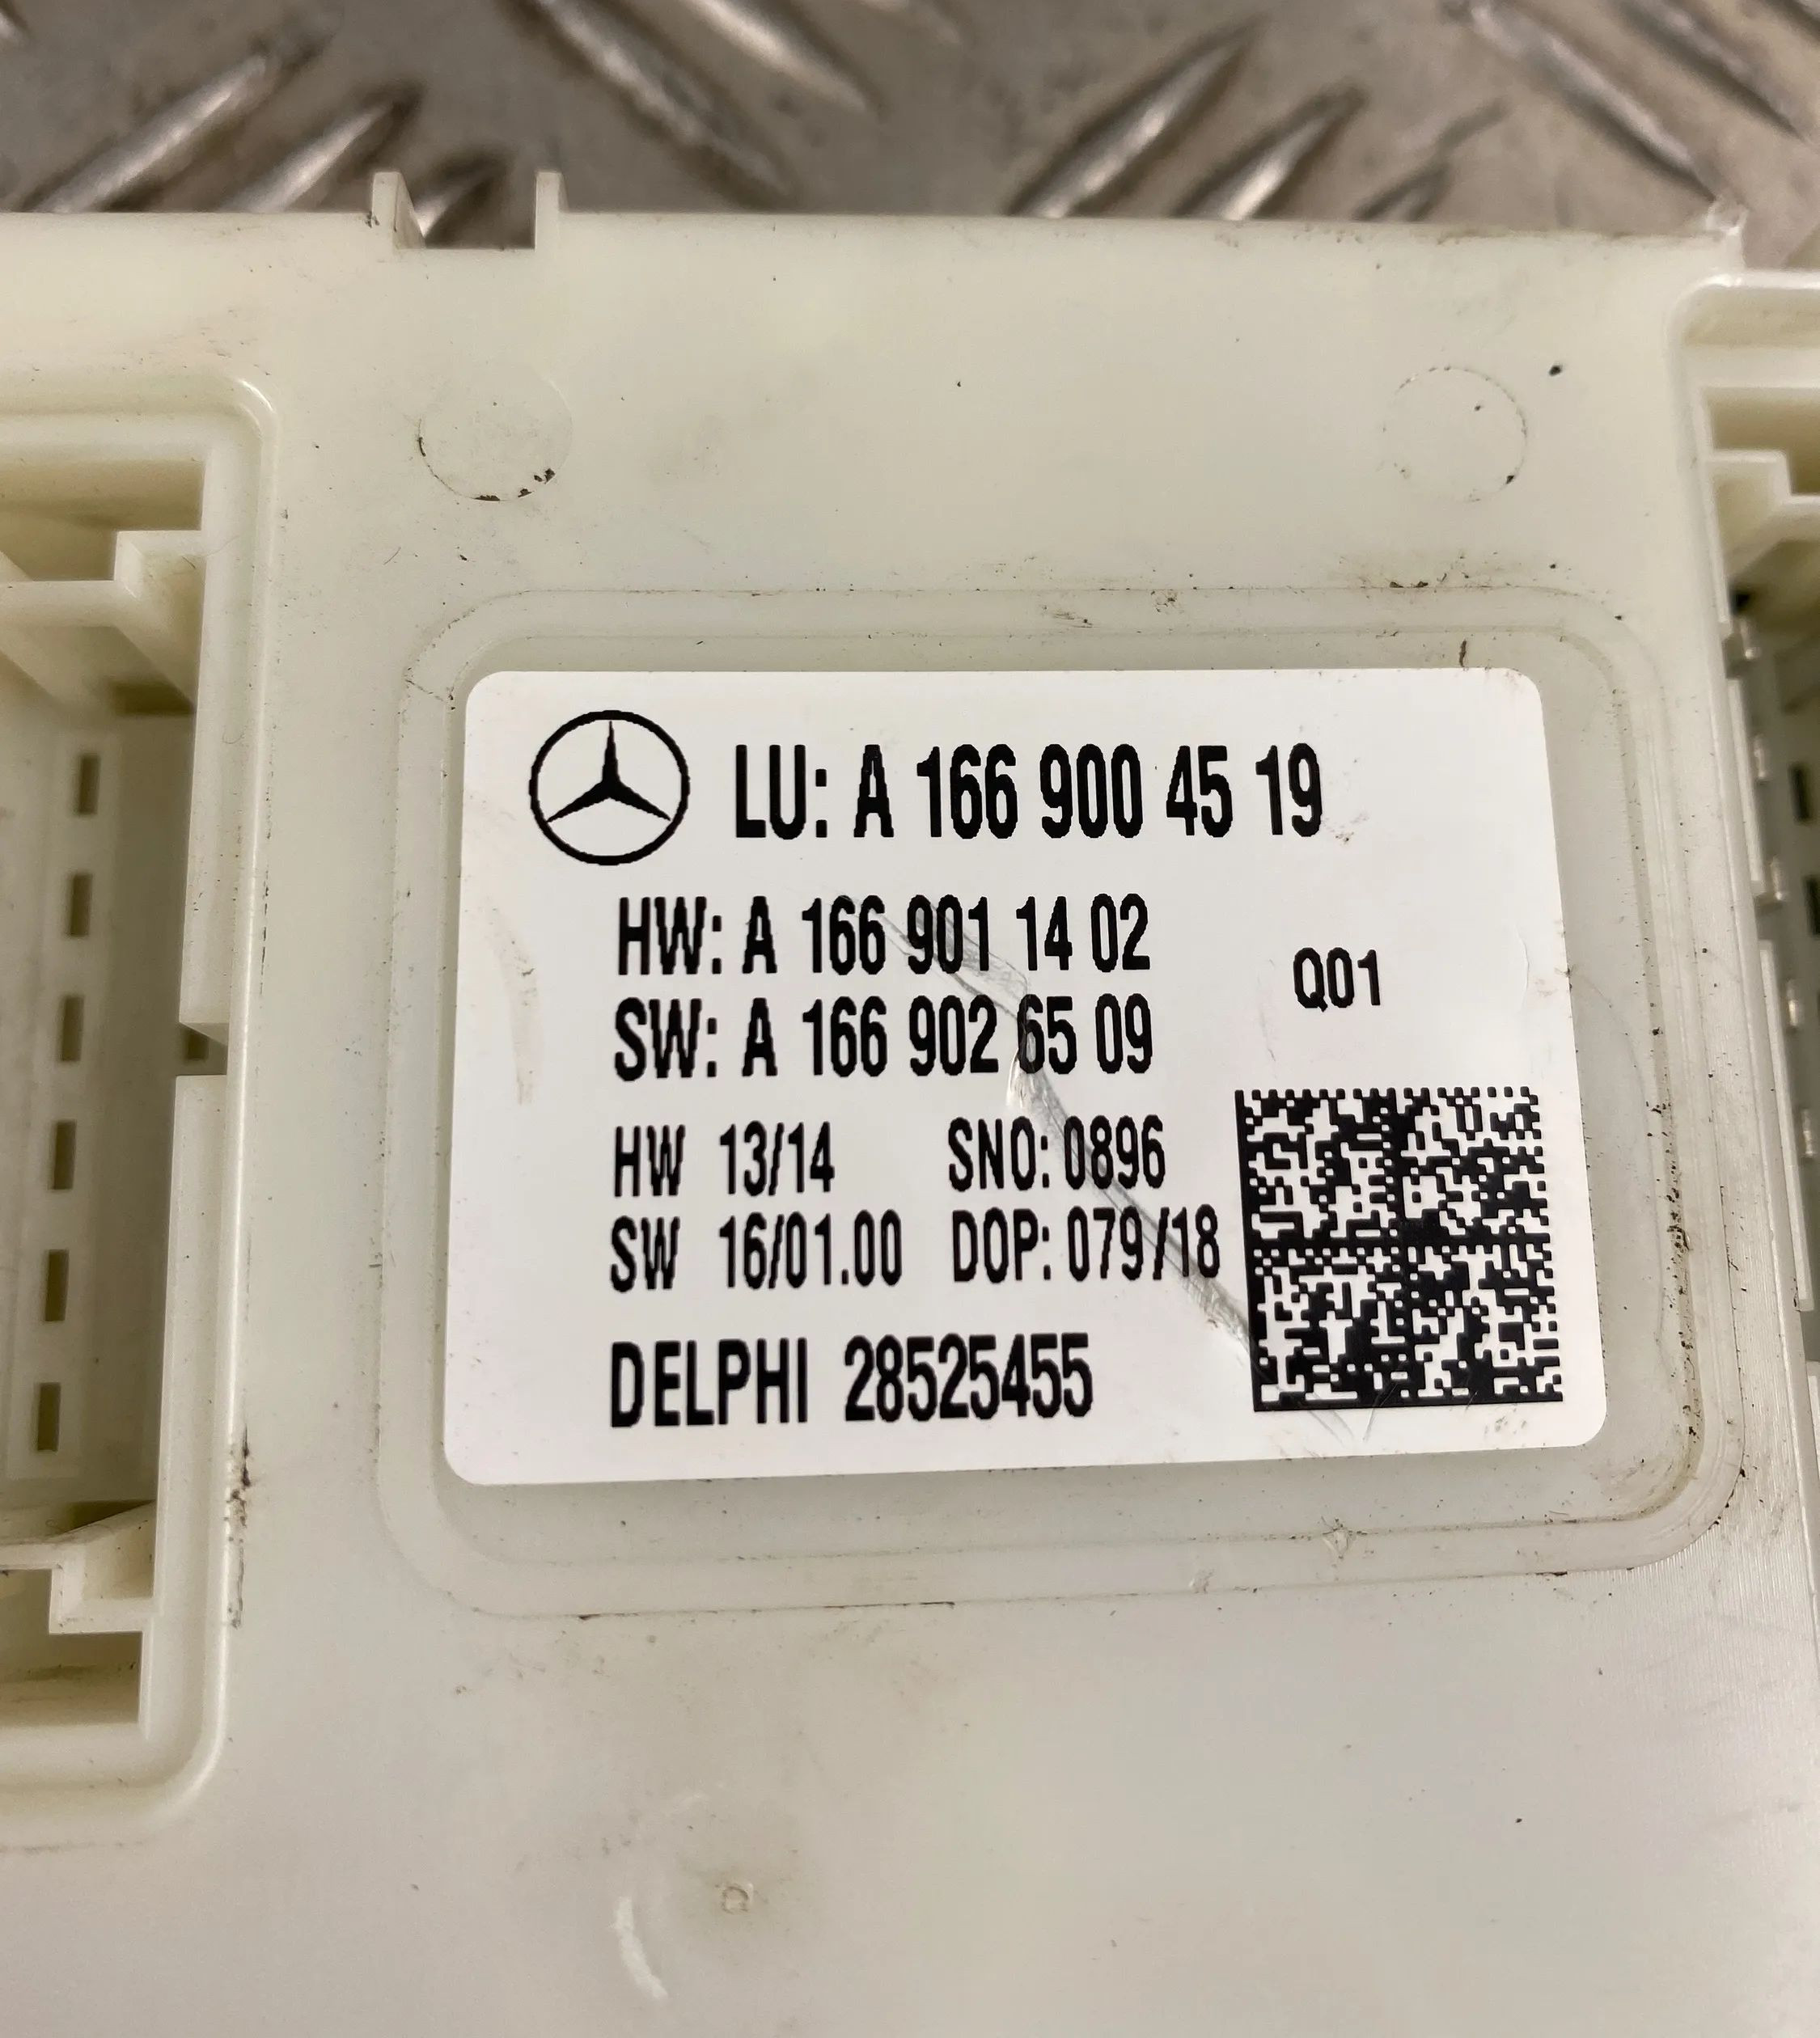 LU: A 166 900 45 19
HW: A 166 901 14 02
Q01
SW: A 166 902 65 09
HW 13/14 SNO: 0896
SW 16/01.00 DOP: 079/18
DELPHI 28525455